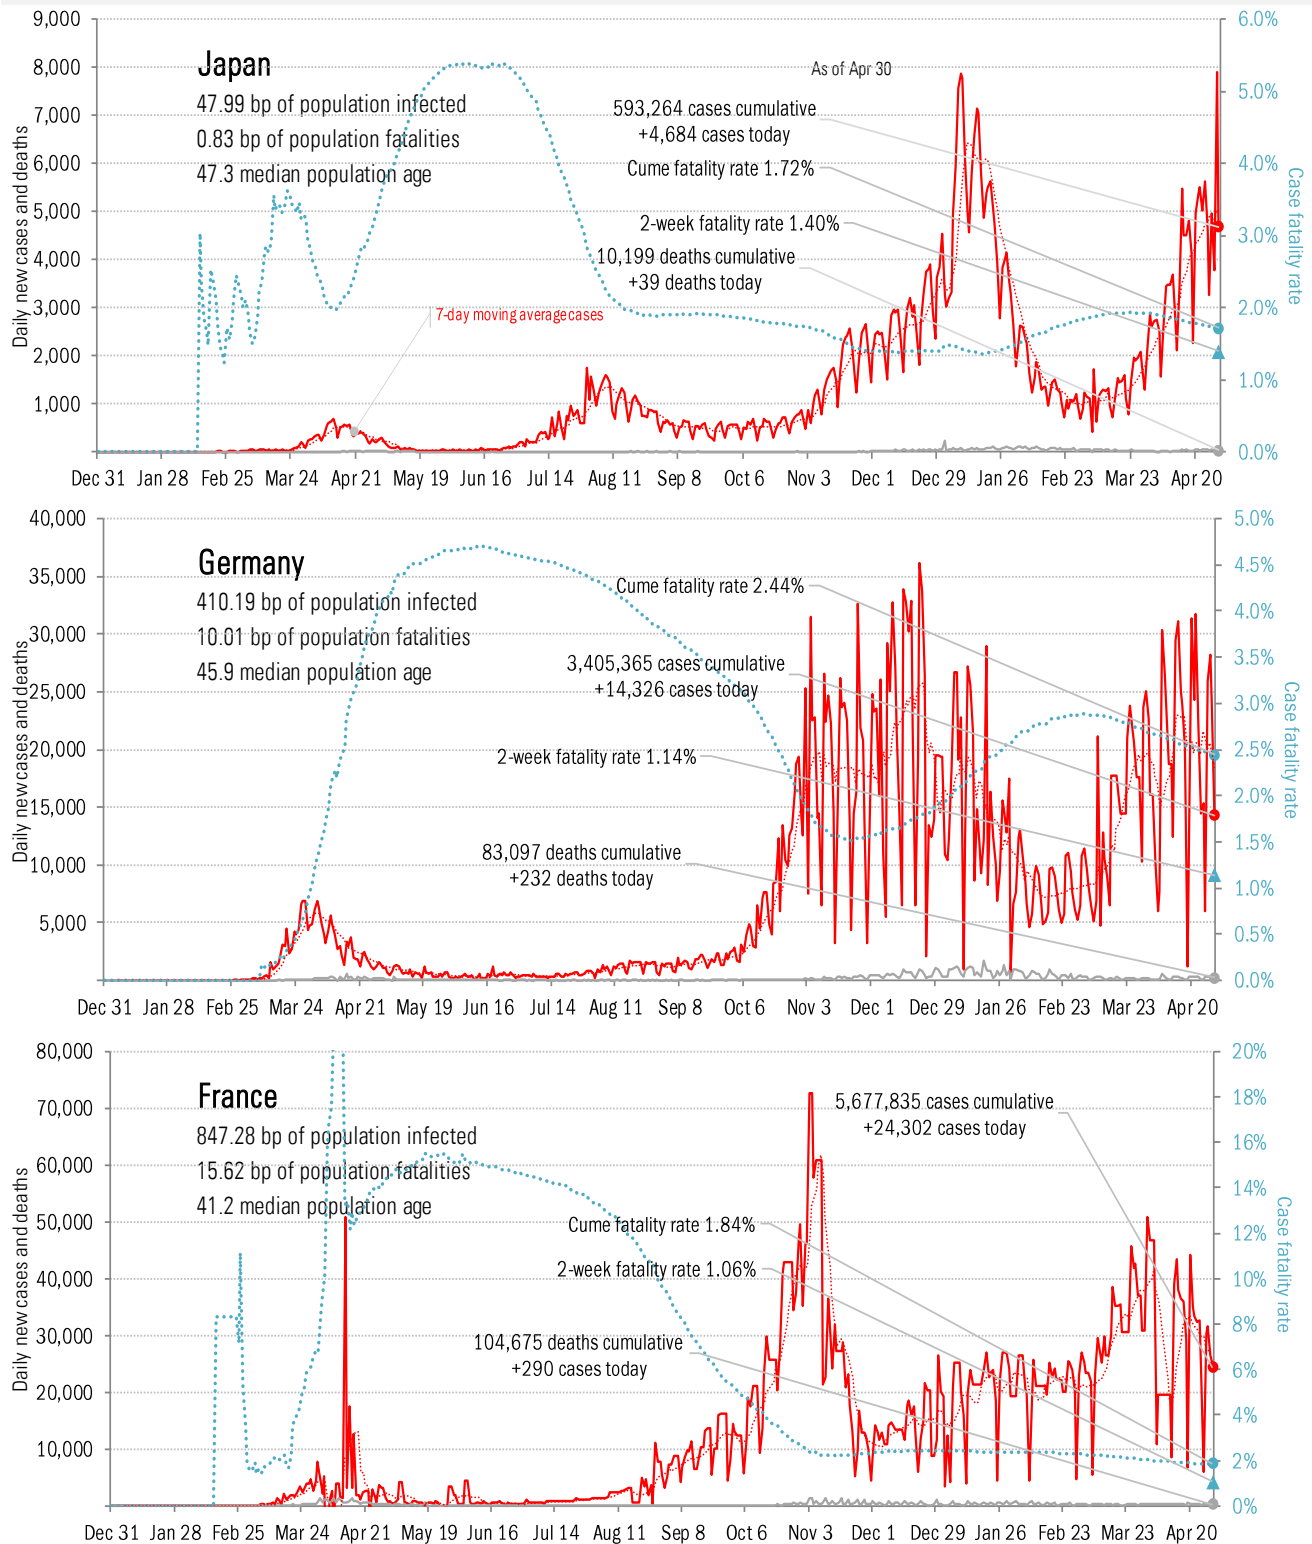 Japan
47.99 bp of population infected
0.83 bp of population fatalities
47.3 median population age
As of Apr 30
593,264 cases cumulative
+4,684 cases today
Cume fatality rate 1.72%
2-week fatality rate 1.40%
10,199 deaths cumulative
+39 deaths today
7-day moving average cases
Daily new cases and deaths
9,000
8,000
7,000
6,000
5,000
4,000
3,000
2,000
1,000
6.0%
5.0%
4.0%
3.0%
2.0%
1.0%
0.0%
Case fatality rate
Dec 31 Jan 28 Feb 25 Mar 24 Apr 21 May 19 Jun 16 Jul 14 Aug 11 Sep 8 Oct 6 Nov 3 Dec 1 Dec 29 Jan 26 Feb 23 Mar 23 Apr 20
Germany
410.19 bp of population infected
10.01 bp of population fatalities
45.9 median population age
Cume fatality rate 2.44%
3,405,365 cases cumulative
+14,326 cases today
2-week fatality rate 1.14%
83,097 deaths cumulative
+232 deaths today
Daily new cases and deaths
40,000
35,000
30,000
25,000
20,000
15,000
10,000
5,000
5.0%
4.5%
4.0%
3.5%
3.0%
2.5%
2.0%
1.5%
1.0%
0.5%
0.0%
Case fatality rate
Dec 31 Jan 28 Feb 25 Mar 24 Apr 21 May 19 Jun 16 Jul 14 Aug 11 Sep 8 Oct 6 Nov 3 Dec 1 Dec 29 Jan 26 Feb 23 Mar 23 Apr 20
France
847.28 bp of population infected
15.62 bp of population fatalities
41.2 median population age
5,677,835 cases cumulative
+24,302 cases today
Cume fatality rate 1.84%
2-week fatality rate 1.06%
104,675 deaths cumulative
+290 cases today
Daily new cases and deaths
80,000
70,000
60,000
50,000
40,000
30,000
20,000
10,000
20%
18%
16%
14%
12%
10%
8%
6%
4%
2%
0%
Case fatality rate
Dec 31 Jan 28 Feb 25 Mar 24 Apr 21 May 19 Jun 16 Jul 14 Aug 11 Sep 8 Oct 6 Nov 3 Dec 1 Dec 29 Jan 26 Feb 23 Mar 23 Apr 20